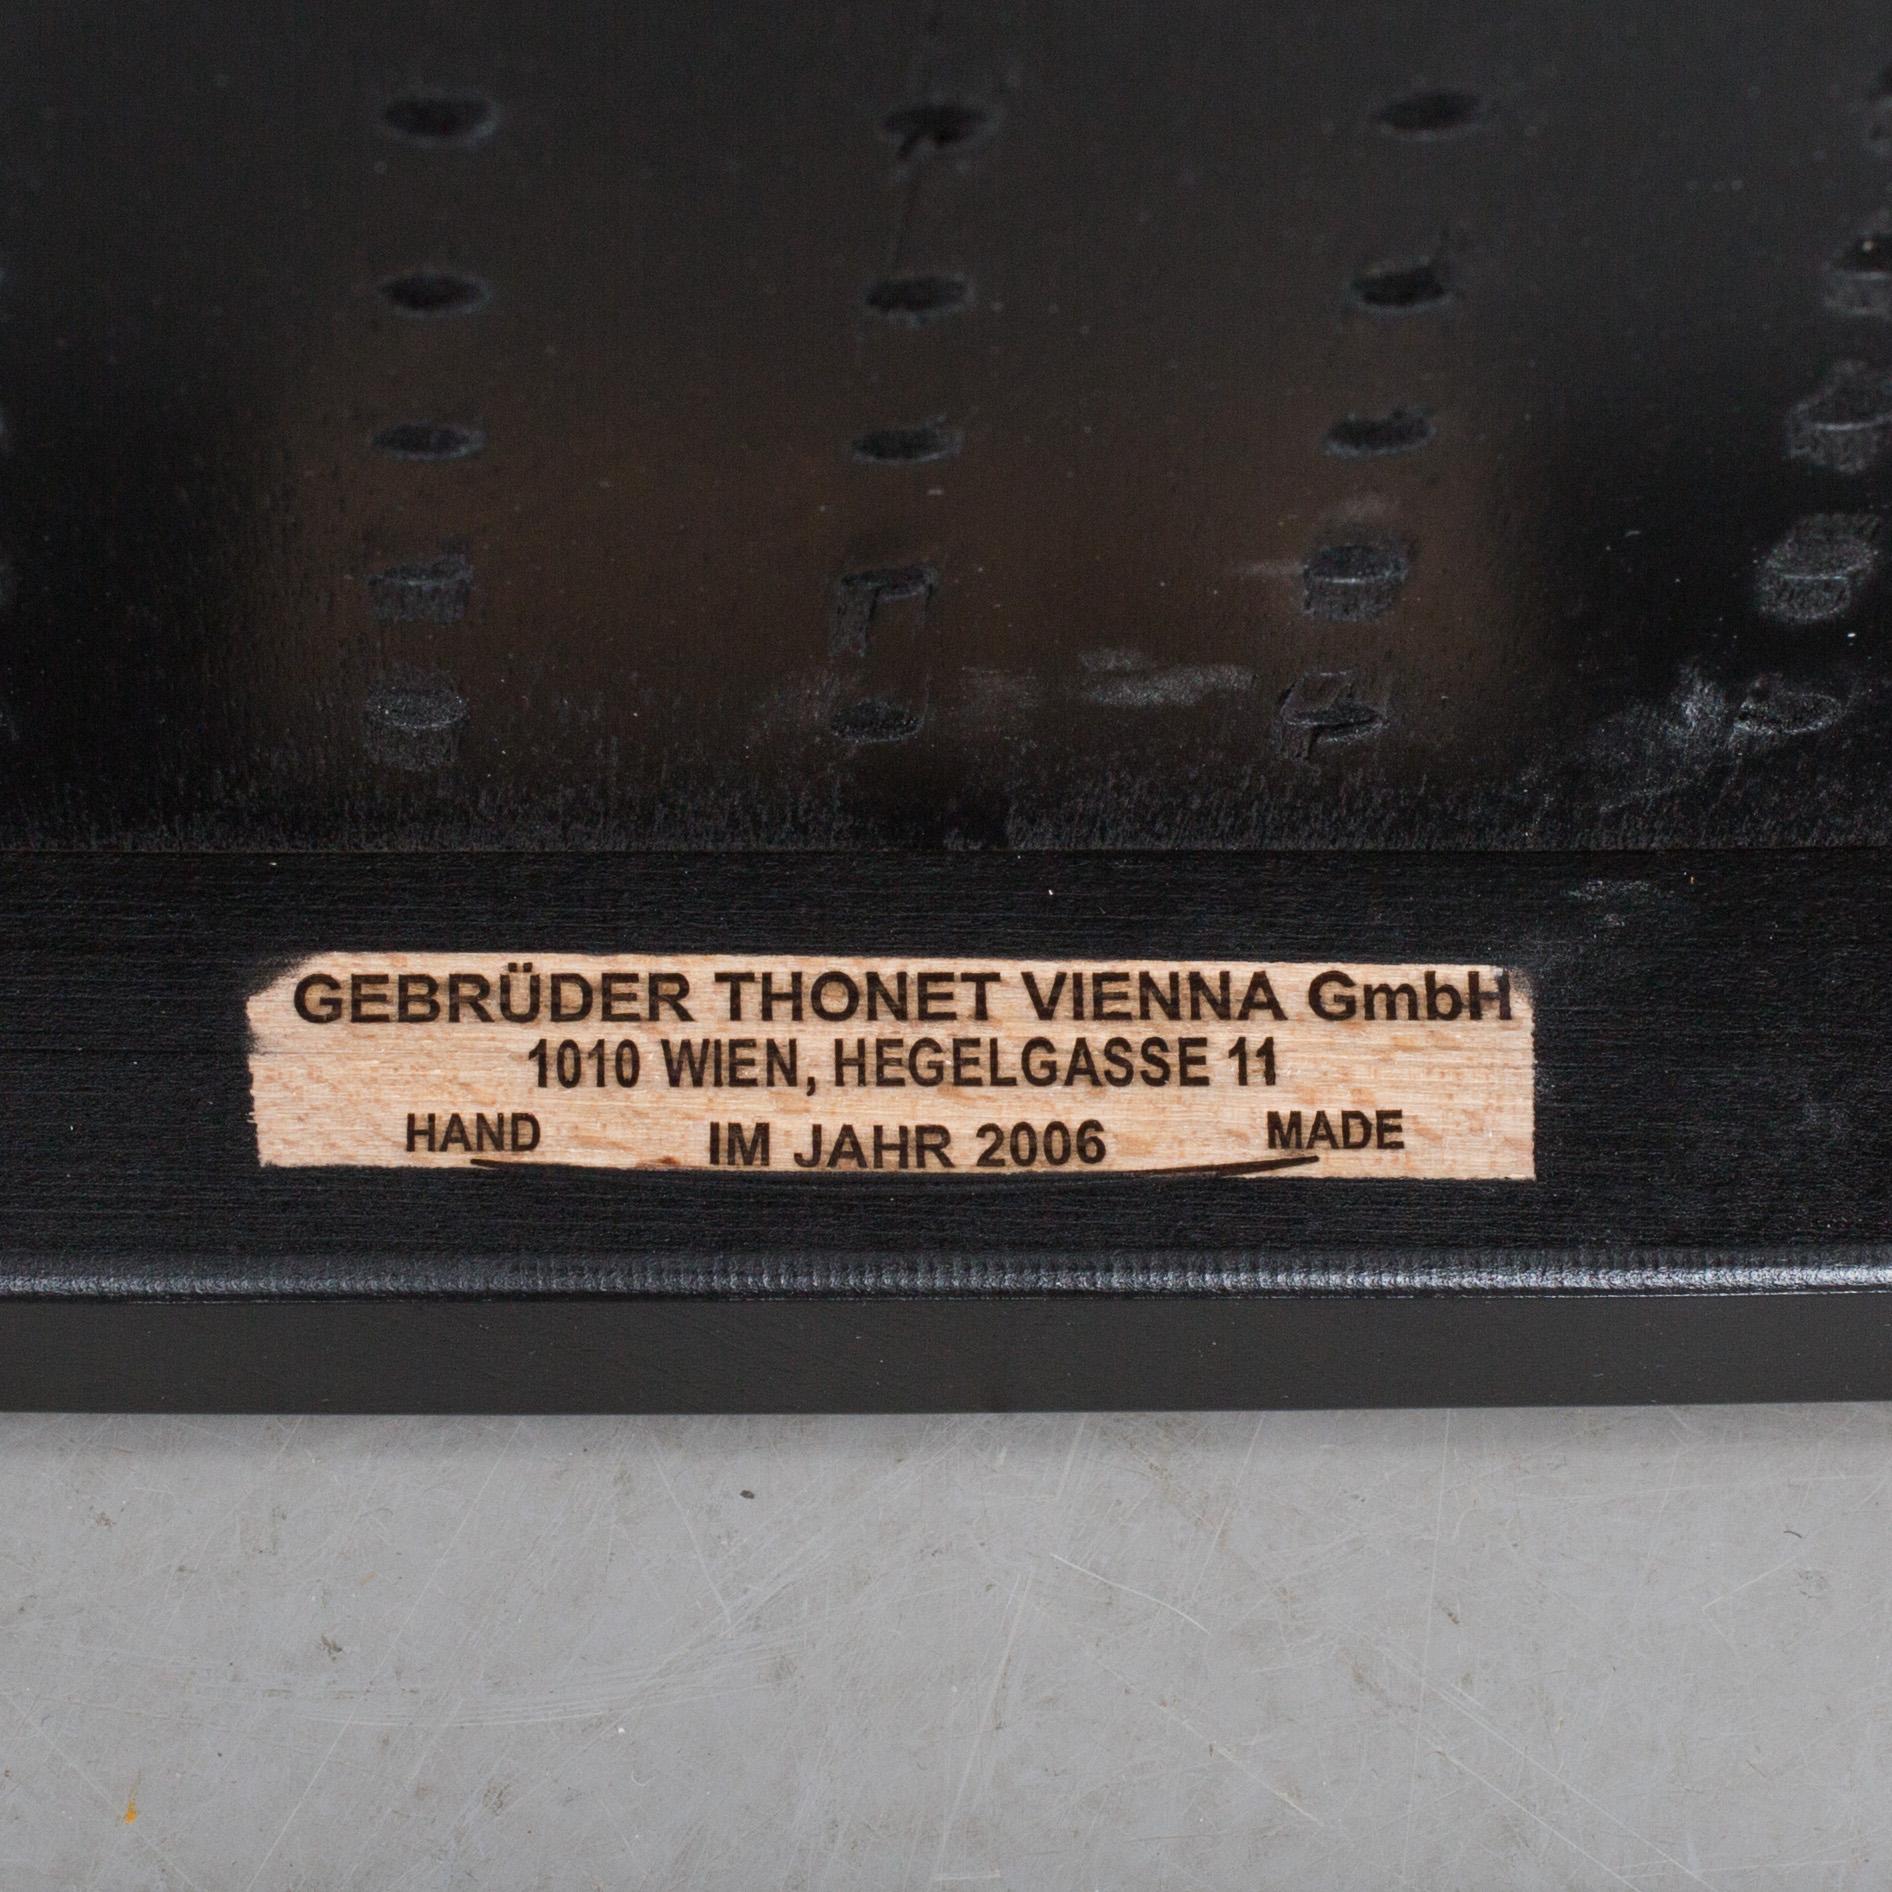 GEBRÜDER THONET VIENNA GmbH
1010 WIEN, HEGELGASSE 11
HAND IM JAHR 2006 MADE